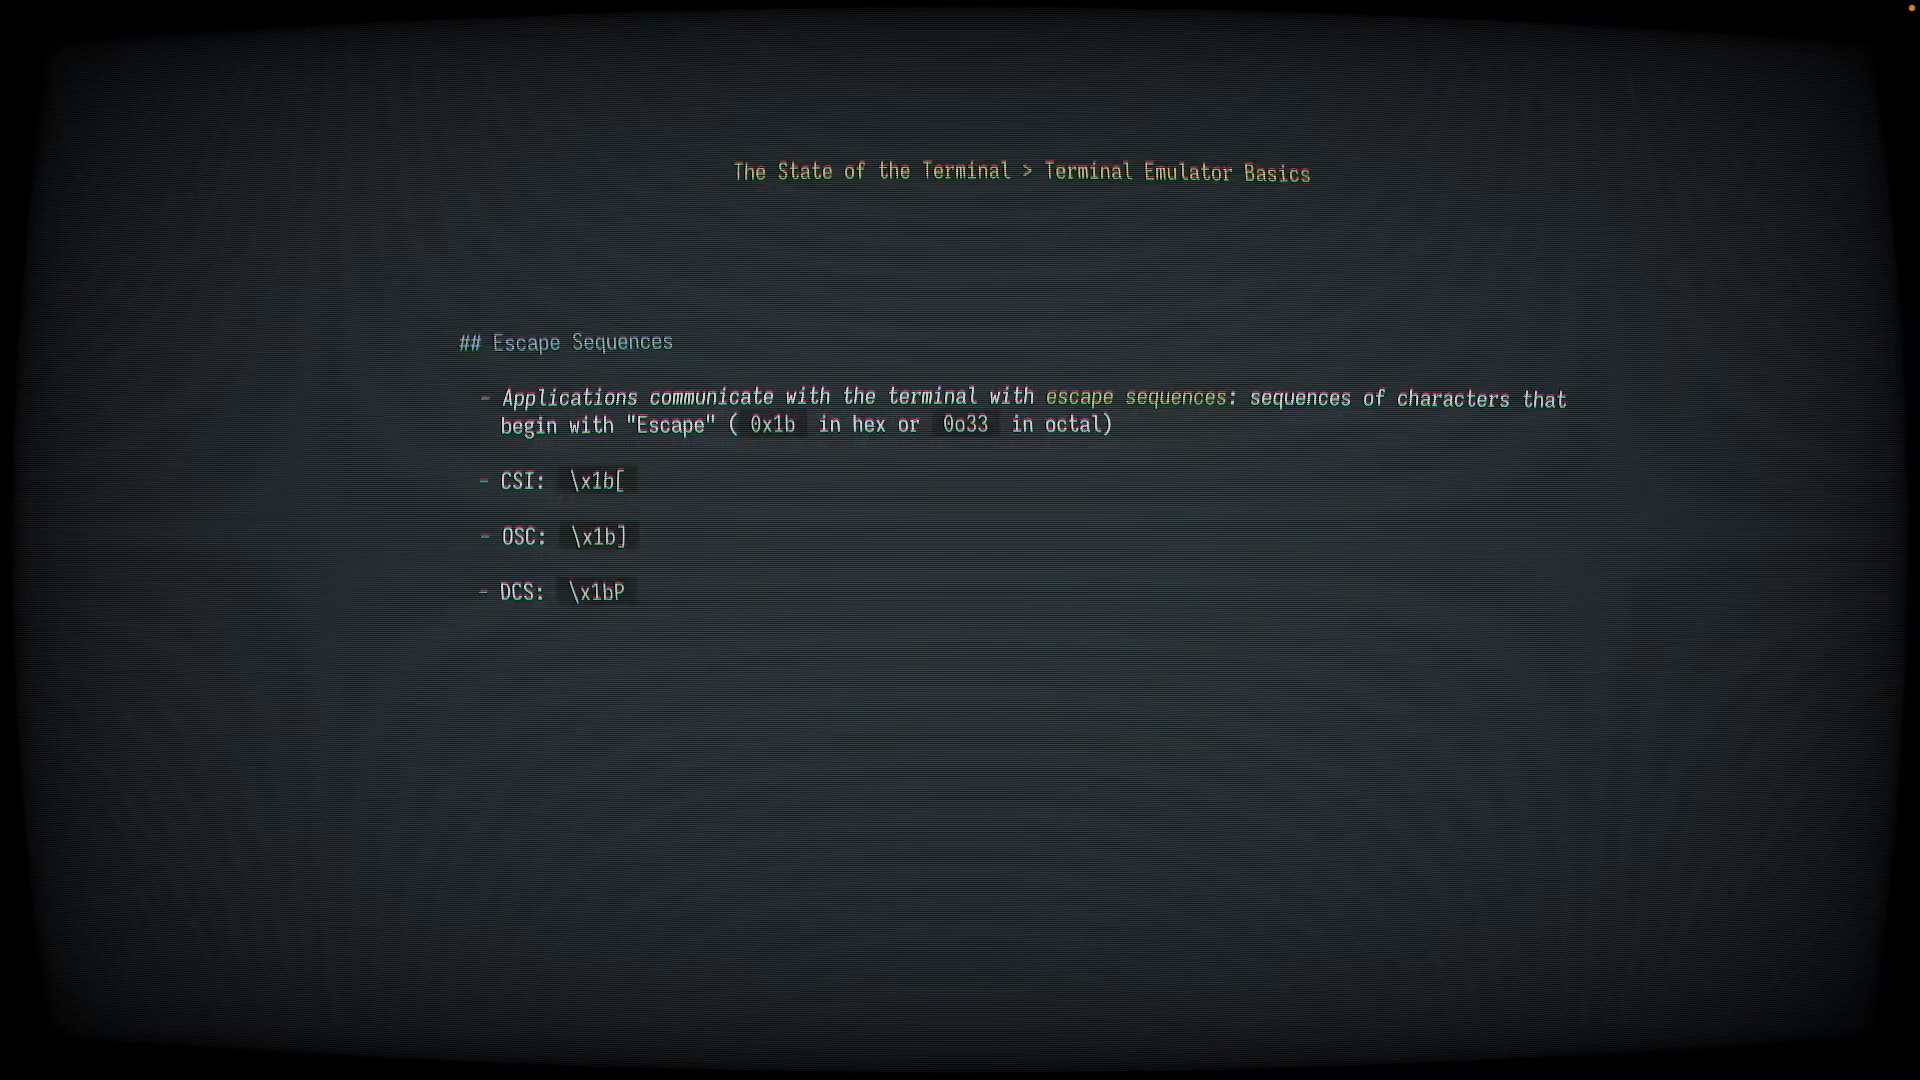 The State of the Terminal > Terminal Emulator Basics
## Escape Sequences
- Applications communicate with the terminal with escape sequences: sequences of characters that
begin with "Escape" ( 0x1b in hex or 0o33 in octal)
- CSI: \x1b[
- OSC: \x1b]
- DCS: \x1bP